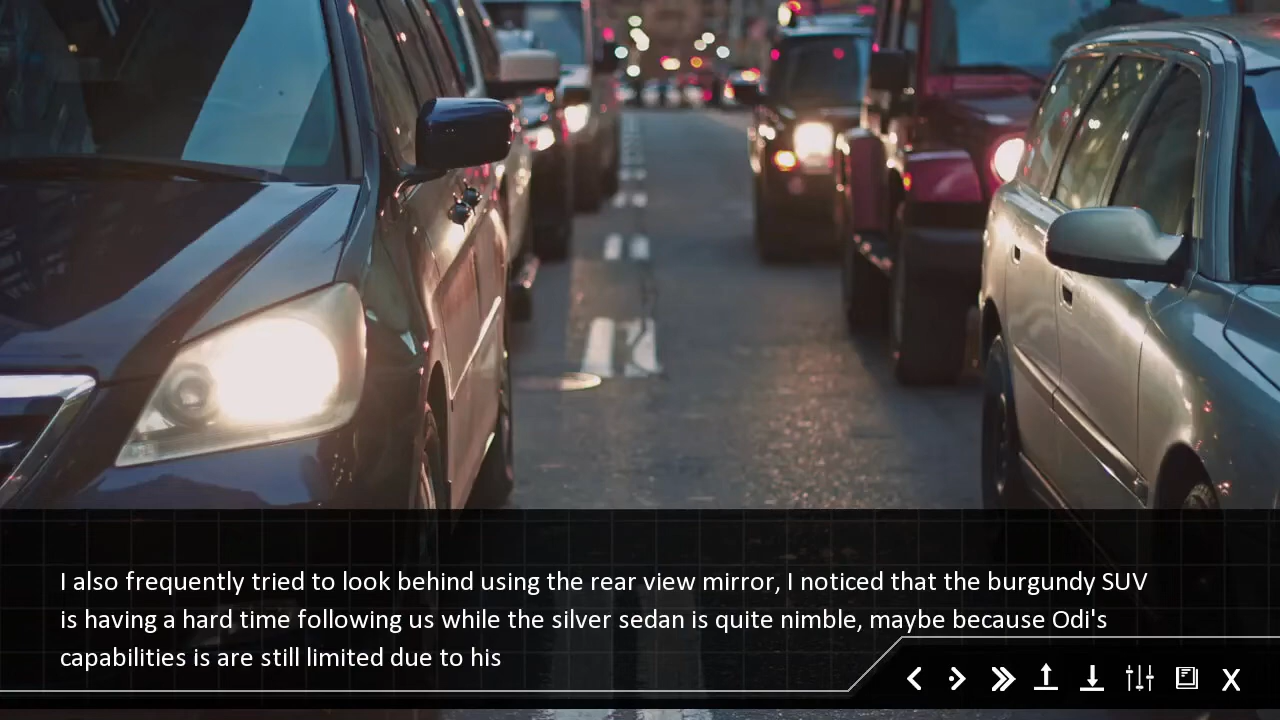 I also frequently tried to look behind using the rear view mirror, I noticed that the burgundy SUV
is having a hard time following us while the silver sedan is quite nimble, maybe because Odi's
capabilities is are still limited due to his